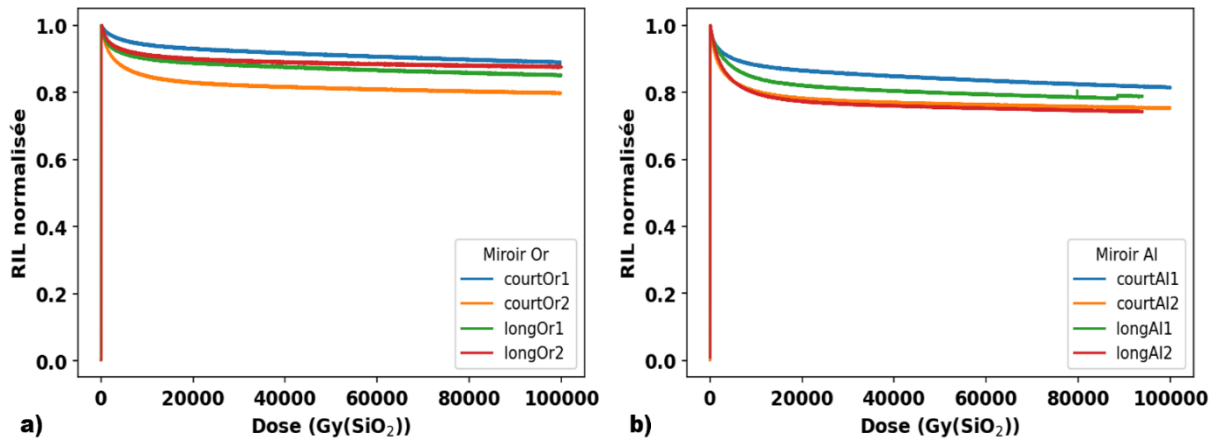 RIL normalisée
1.0
0.8
0.6
0.4
0.2
0.0
Miroir Or
courtOr1
courtOr2
longOr1
longOr2
0 20000 40000 60000 80000 100000
Dose (Gy(SiO₂))
a)
RIL normalisée
1.0
0.8
0.6
0.4
0.2
0.0
Miroir Al
courtAl1
courtAl2
longAl1
longAl2
0 20000 40000 60000 80000 100000
Dose (Gy(SiO₂))
b)